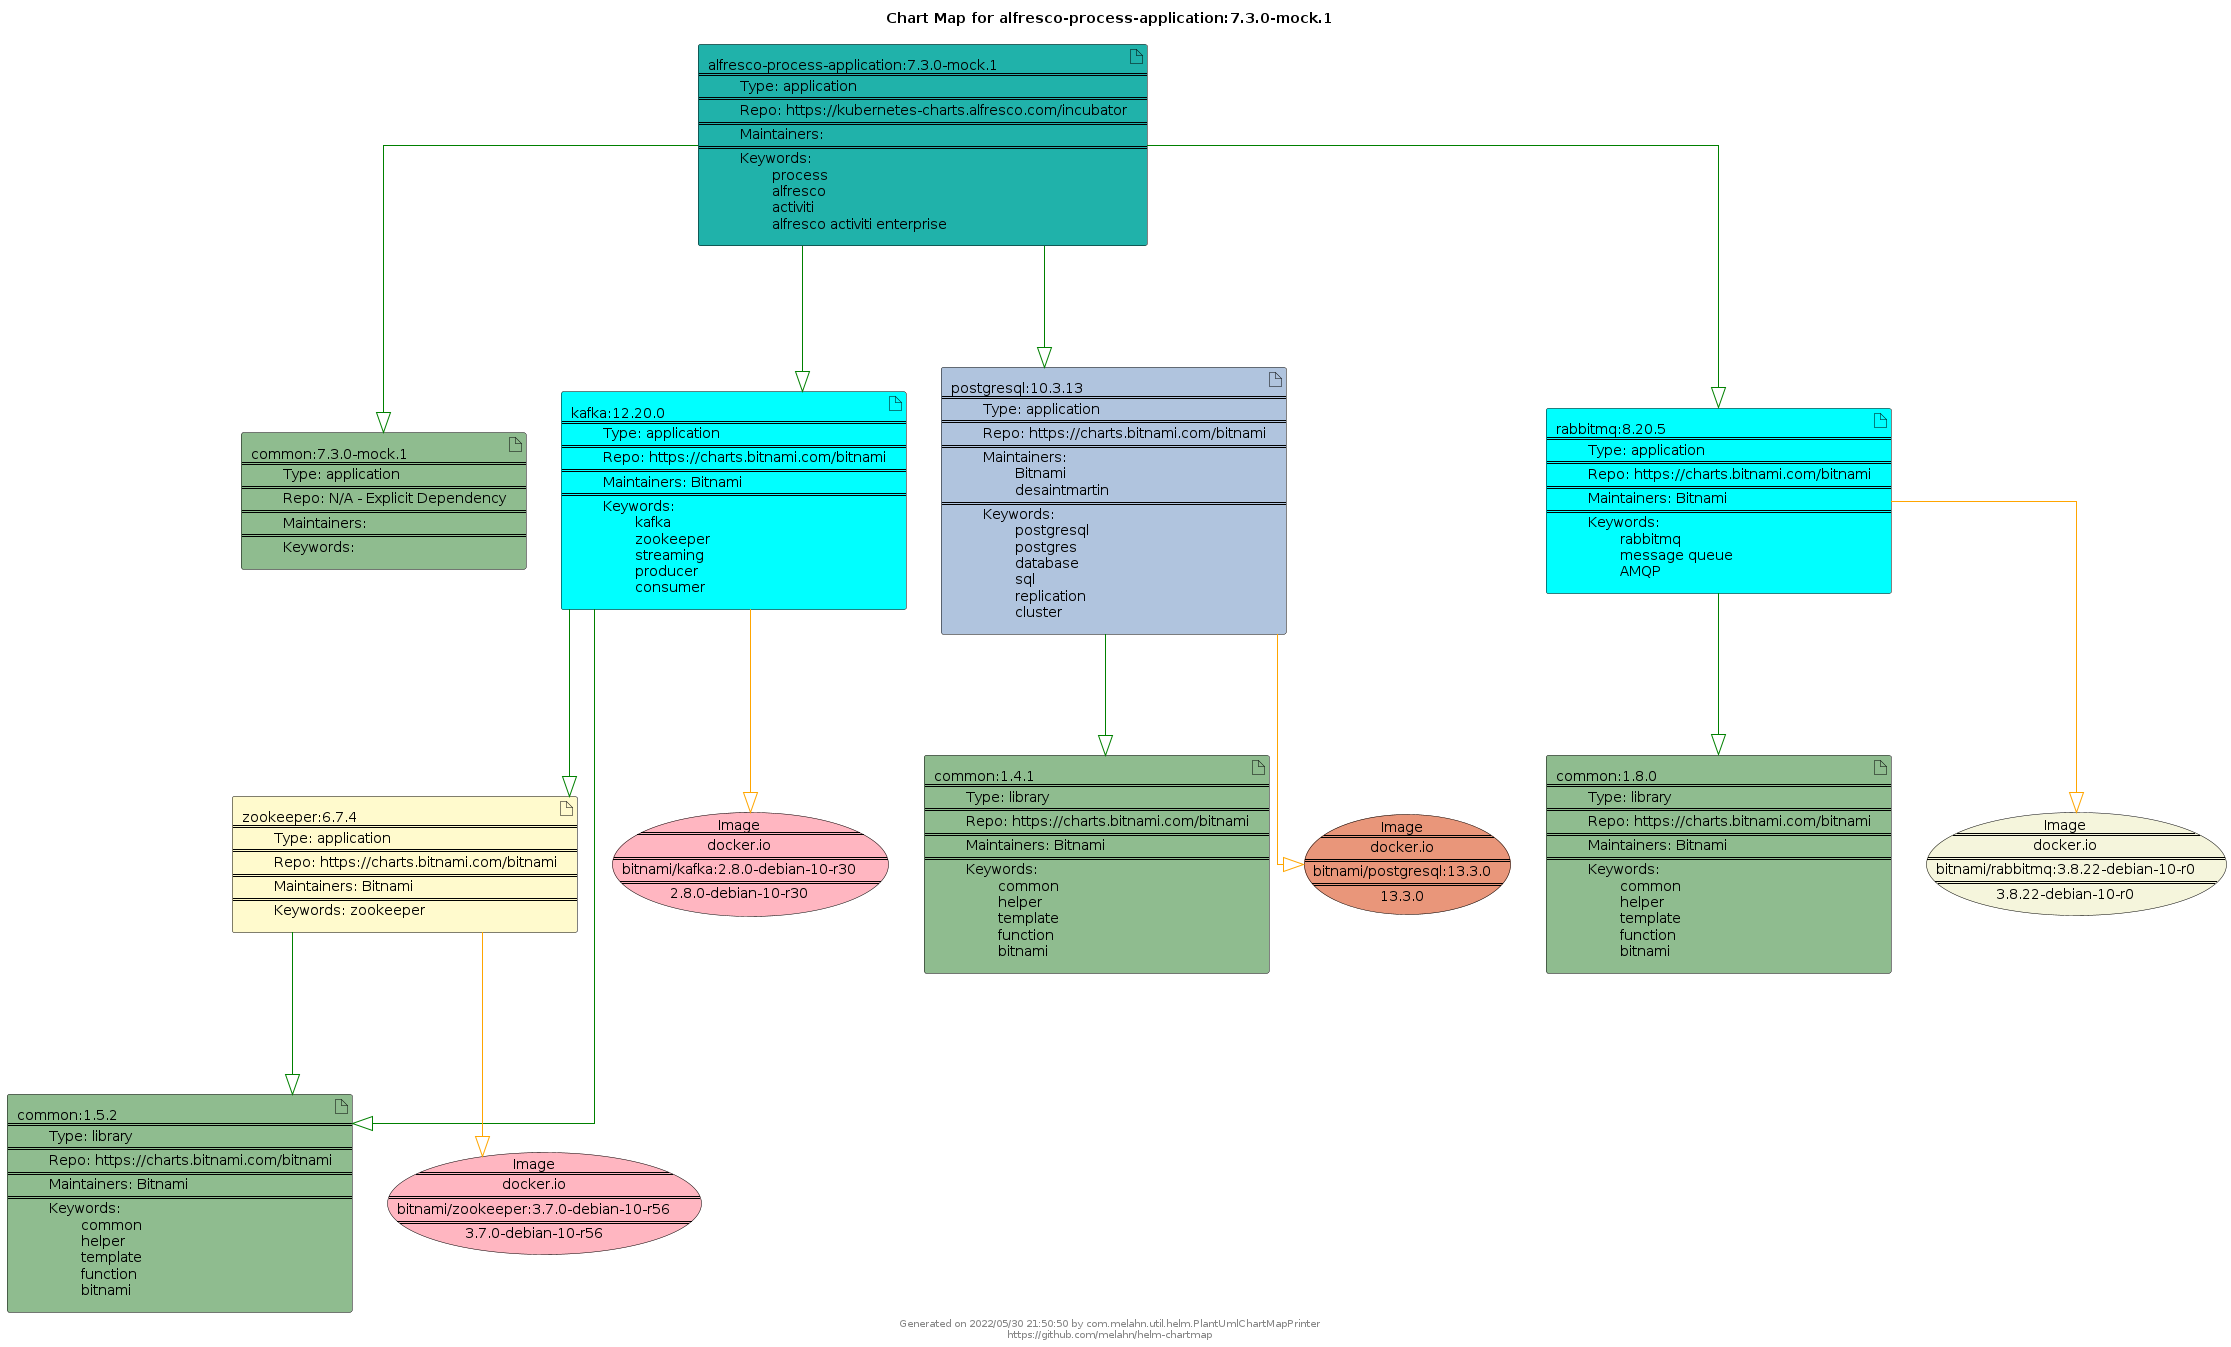 Chart Map for alfresco-process-application:7.3.0-mock.1
alfresco-process-application:7.3.0-mock.1
Type: application
Repo: https://kubernetes-charts.alfresco.com/incubator
Maintainers:
Keywords:
process
alfresco
activiti
alfresco activiti enterprise
common:7.3.0-mock.1
Type: application
Repo: N/A - Explicit Dependency
Maintainers:
Keywords:
kafka:12.20.0
Type: application
Repo: https://charts.bitnami.com/bitnami
Maintainers: Bitnami
Keywords:
kafka
zookeeper
streaming
producer
consumer
postgresql:10.3.13
Type: application
Repo: https://charts.bitnami.com/bitnami
Maintainers:
Bitnami
desaintmartin
Keywords:
postgresql
postgres
database
sql
replication
cluster
rabbitmq:8.20.5
Type: application
Repo: https://charts.bitnami.com/bitnami
Maintainers: Bitnami
Keywords:
rabbitmq
message queue
AMQP
zookeeper:6.7.4
Type: application
Repo: https://charts.bitnami.com/bitnami
Maintainers: Bitnami
Keywords: zookeeper
Image
docker.io
bitnami/kafka:2.8.0-debian-10-r30
2.8.0-debian-10-r30
common:1.4.1
Type: library
Repo: https://charts.bitnami.com/bitnami
Maintainers: Bitnami
Keywords:
common
helper
template
function
bitnami
Image
docker.io
bitnami/postgresql:13.3.0
13.3.0
common:1.8.0
Type: library
Repo: https://charts.bitnami.com/bitnami
Maintainers: Bitnami
Keywords:
common
helper
template
function
bitnami
Image
docker.io
bitnami/rabbitmq:3.8.22-debian-10-r0
3.8.22-debian-10-r0
common:1.5.2
Type: library
Repo: https://charts.bitnami.com/bitnami
Maintainers: Bitnami
Keywords:
common
helper
template
function
bitnami
Image
docker.io
bitnami/zookeeper:3.7.0-debian-10-r56
3.7.0-debian-10-r56
Generated on 2022/05/30 21:50:50 by com.melahn.util.helm.PlantUmlChartMapPrinter
https://github.com/melahn/helm-chartmap